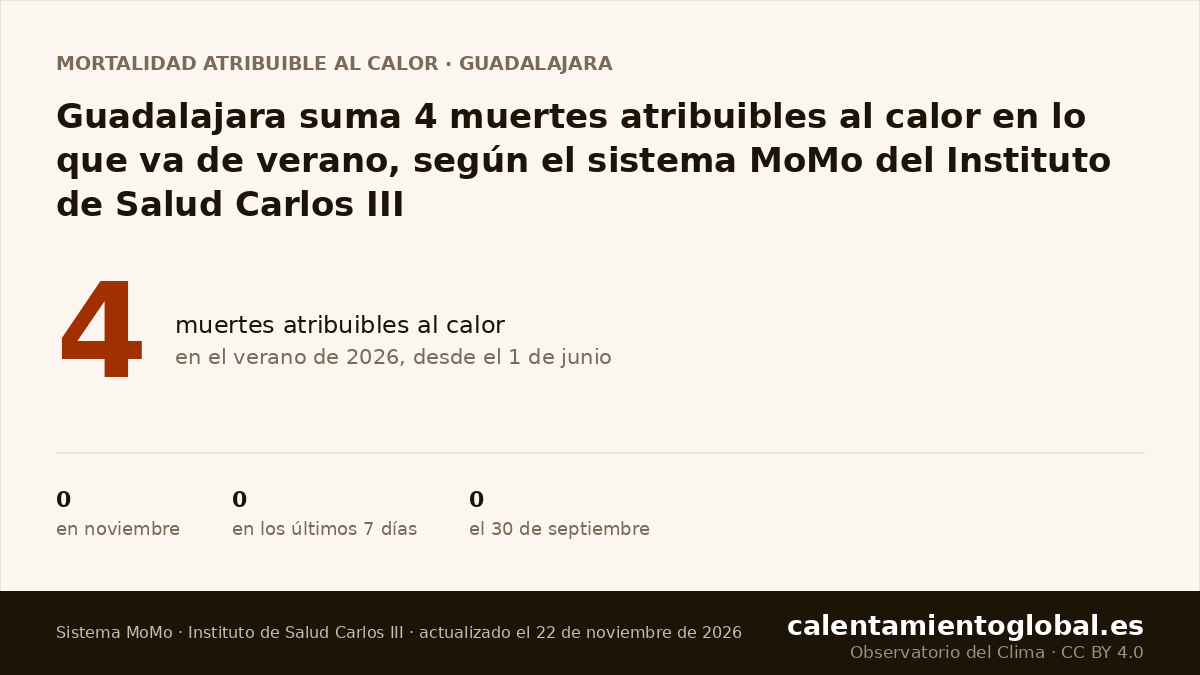 MORTALIDAD ATRIBUIBLE AL CALOR · GUADALAJARA
Guadalajara suma 4 muertes atribuibles al calor en lo
que va de verano, según el sistema MoMo del Instituto
de Salud Carlos III
4
muertes atribuibles al calor
en el verano de 2026, desde el 1 de junio
0
en noviembre
0
en los últimos 7 días
0
el 30 de septiembre
Sistema MoMo · Instituto de Salud Carlos III · actualizado el 22 de noviembre de 2026
calentamientoglobal.es
Observatorio del Clima · CC BY 4.0